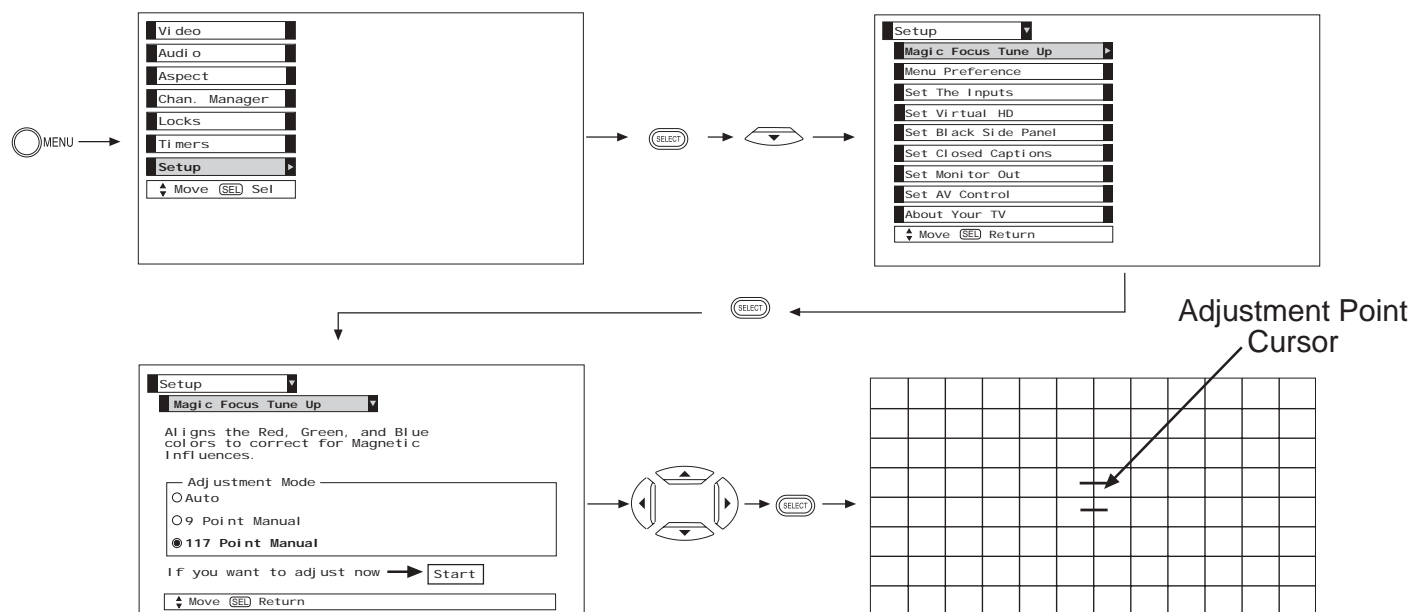 MENU
Video
Audio
Aspect
Chan. Manager
Locks
Timers
Setup
Move SEL Sel
SELECT
Setup
Magic Focus Tune Up
Menu Preference
Set The Inputs
Set Virtual HD
Set Black Side Panel
Set Closed Captions
Set Monitor Out
Set AV Control
About Your TV
Move SEL Return
SELECT
Setup
Magic Focus Tune Up
Aligns the Red, Green, and Blue
colors to correct for Magnetic
Influences.
Adjustment Mode
Auto
9 Point Manual
117 Point Manual
If you want to adjust now Start
Move SEL Return
SELECT
Adjustment Point
Cursor